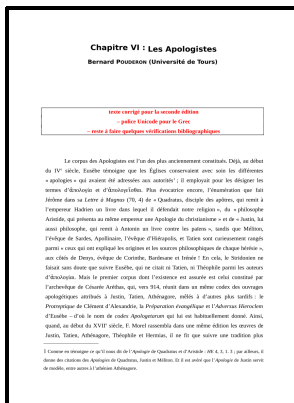 Chapitre VI : Les Apologistes
Bernard POUDERON (Université de Tours)
texte corrigé pour la seconde édition
– police Unicode pour le Grec
– reste à faire quelques vérifications bibliographiques
Le corpus des Apologistes est l'un des plus anciennement constitués. Déjà, au début
du IVe siècle, Eusèbe témoigne que les Églises conservaient avec soin les différentes
« apologies » qui avaient été adressées aux autorités1 ; il employait pour les désigner les
termes d'ἀπολογία et d'ἀπολογεῖσθαι. Plus évocatrice encore, l'énumération que fait
Jérôme dans sa Lettre à Magnus (70, 4) de « Quadratus, disciple des apôtres, qui remit à
l'empereur Hadrien un livre dans lequel il défendait notre religion », du « philosophe
Aristide, qui présenta au même empereur une Apologie du christianisme » et de « Justin, lui
aussi philosophe, qui remit à Antonin un livre contre les païens », tandis que Méliton,
l'évêque de Sardes, Apollinaire, l'évêque d'Hiérapolis, et Tatien sont curieusement rangés
parmi « ceux qui ont expliqué les origines et les sources philosophiques de chaque hérésie »,
aux côtés de Denys, évêque de Corinthe, Bardesane et Irénée ! En cela, le Stridonien ne
faisait sans doute que suivre Eusèbe, qui ne citait ni Tatien, ni Théophile parmi les auteurs
d'ἀπολογίαι. Mais le premier corpus dont l'existence est assurée est celui constitué par
l'archevêque de Césarée Aréthas, qui, vers 914, réunit dans un même codex des ouvrages
apologétiques attribués à Justin, Tatien, Athénagore, mêlés à d'autres plus tardifs : le
Protreptique de Clément d'Alexandrie, la Préparation évangélique et l'Adversus Hieroclem
d'Eusèbe – d'où le nom de codex apologetarum qui lui est habituellement donné. Ainsi,
quand, au début du XVIIe siècle, F. Morel rassembla dans une même édition les œuvres de
Justin, Tatien, Athénagore, Théophile et Hermias, il ne fit que suivre une tradition plus
1 Comme en témoigne ce qu'il nous dit de l'Apologie de Quadratus et d'Aristide : HE 4, 3, 1. 3 ; par ailleurs, il
donne des citations des Apologies de Quadratus, Justin et Méliton. Et il est avéré que l'Apologie de Justin servit
de modèle, entre autres à l'athénien Athénagore.